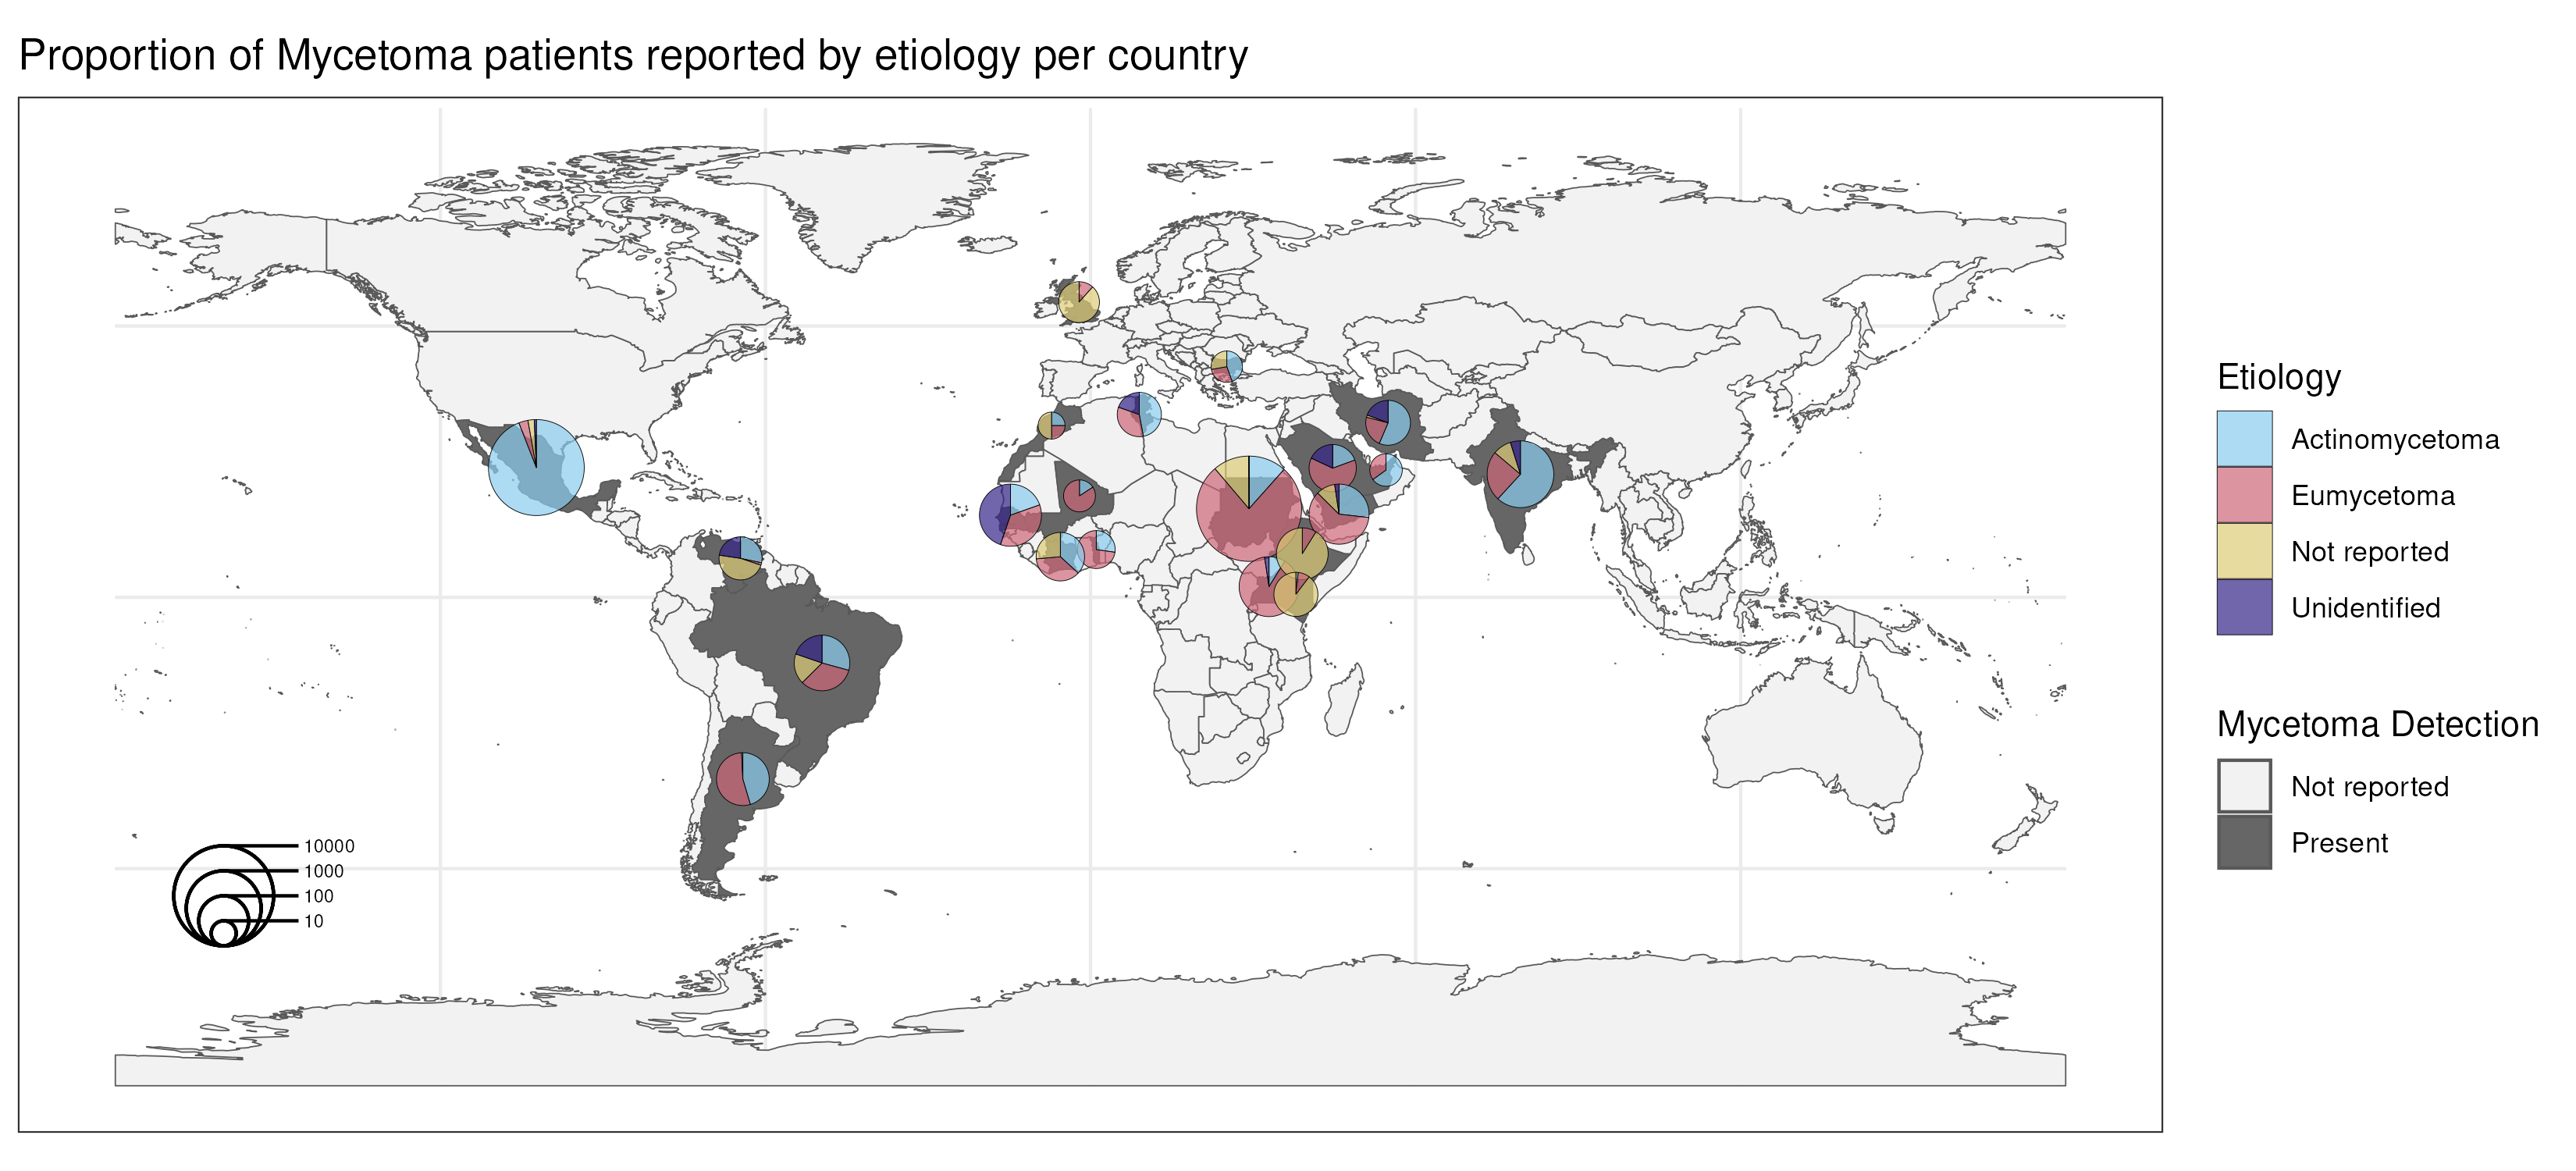 Proportion of Mycetoma patients reported by etiology per country
Etiology
Actinomycetoma
Eumycetoma
Not reported
Unidentified
Mycetoma Detection
Not reported
Present
10000
1000
100
10